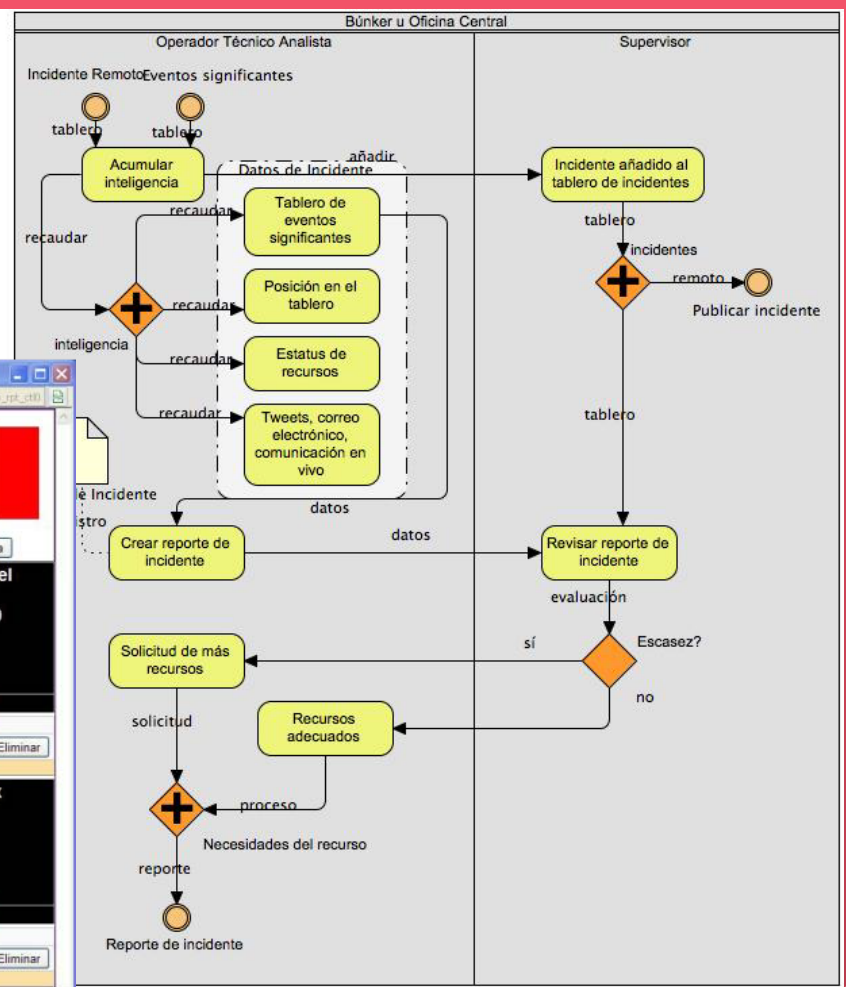 Búnker u Oficina Central
Operador Técnico Analista
Supervisor
Incidente Remoto
Eventos significantes
tablero
tablero
Acumular
inteligencia
añadir
Datos de Incidente
Incidente añadido al
tablero de incidentes
recaudar
Tablero de
eventos
significantes
tablero
recaudar
incidentes
remoto
Publicar incidente
recaudar
Posición en el
tablero
inteligencia
recaudar
Estatus de
recursos
recaudar
Tweets, correo
electrónico,
comunicación en
vivo
tablero
Incidente
datos
Crear reporte de
incidente
datos
Revisar reporte de
incidente
evaluación
Solicitud de más
recursos
sí
Escasez?
no
solicitud
Recursos
adecuados
Eliminar
proceso
Necesidades del recurso
reporte
Reporte de incidente
Eliminar